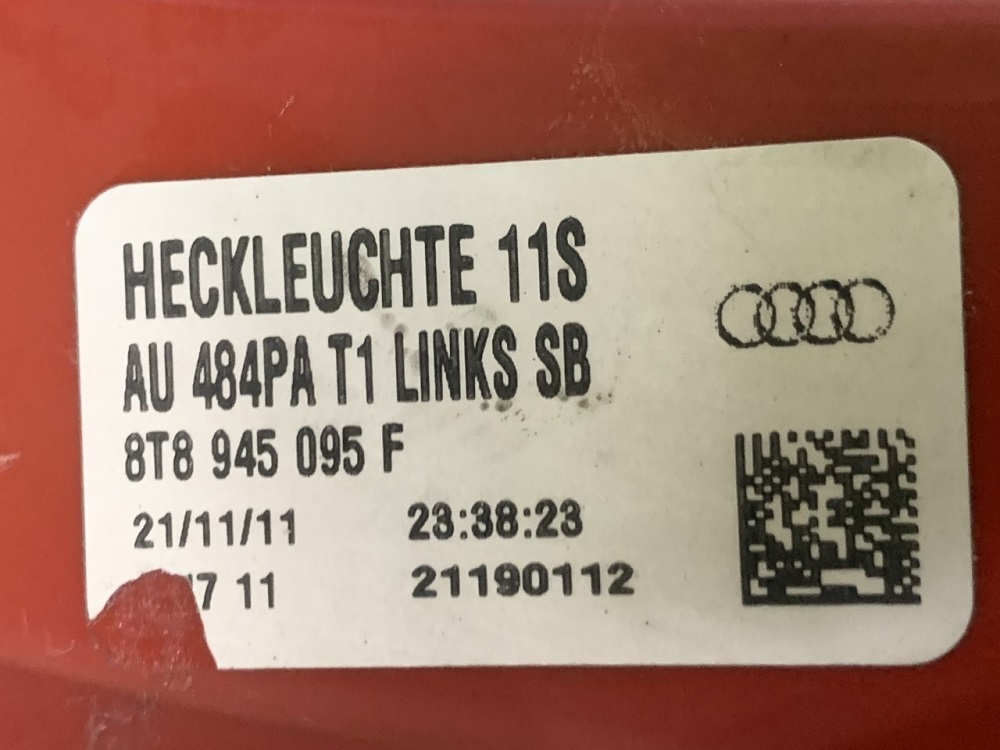 HECKLEUCHTE 11S
AU 484PA T1 LINKS SB
8T8 945 095 F
21/11/11 23:38:23
11 21190112